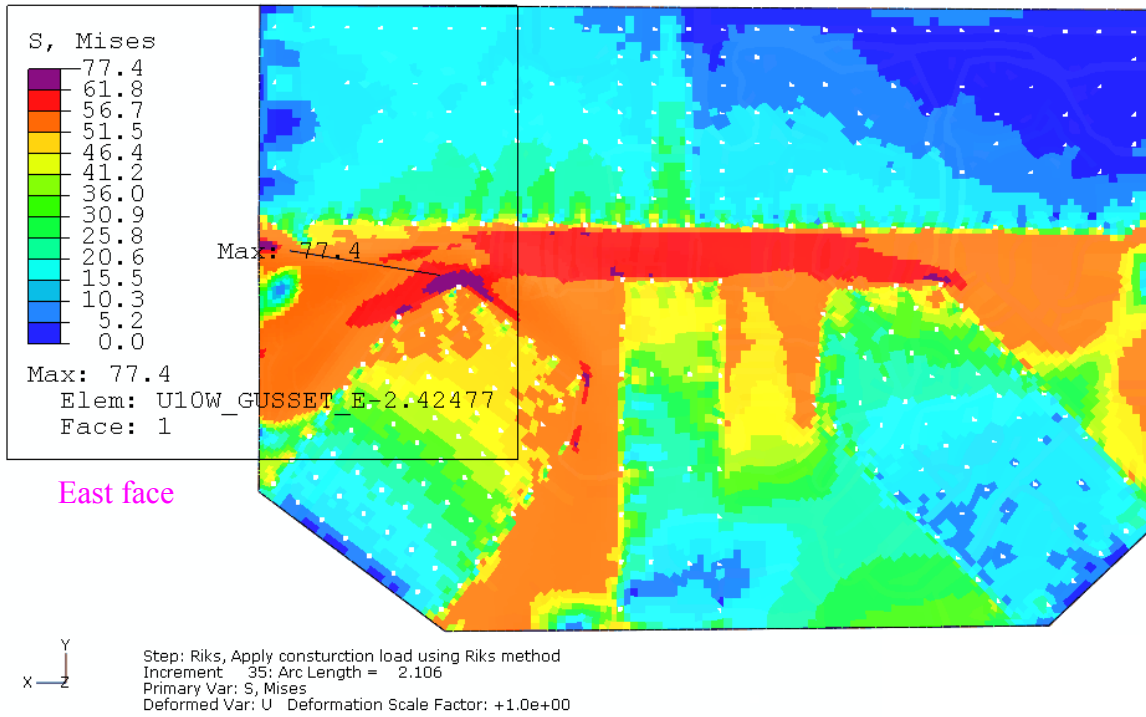 S, Mises
77.4
61.8
56.7
51.5
46.4
41.2
36.0
30.9
25.8
20.6
15.5
10.3
5.2
0.0
Max: 77.4
Elem: U10W_GUSSET_E-2.42477
Face: 1
Max: 77.4
East face
Y
X
Z
Step: Riks, Apply consturction load using Riks method
Increment 35: Arc Length = 2.106
Primary Var: S, Mises
Deformed Var: U Deformation Scale Factor: +1.0e+00